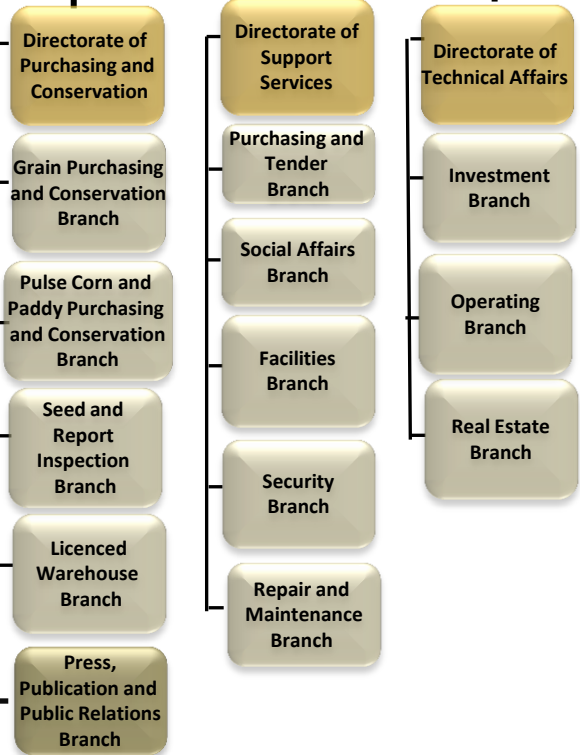 Directorate of
Purchasing and
Conservation
Grain Purchasing
and Conservation
Branch
Pulse Corn and
Paddy Purchasing
and Conservation
Branch
Seed and
Report
Inspection
Branch
Licenced
Warehouse
Branch
Press,
Publication and
Public Relations
Branch
Directorate of
Support
Services
Purchasing and
Tender
Branch
Social Affairs
Branch
Facilities
Branch
Security
Branch
Repair and
Maintenance
Branch
Directorate of
Technical Affairs
Investment
Branch
Operating
Branch
Real Estate
Branch